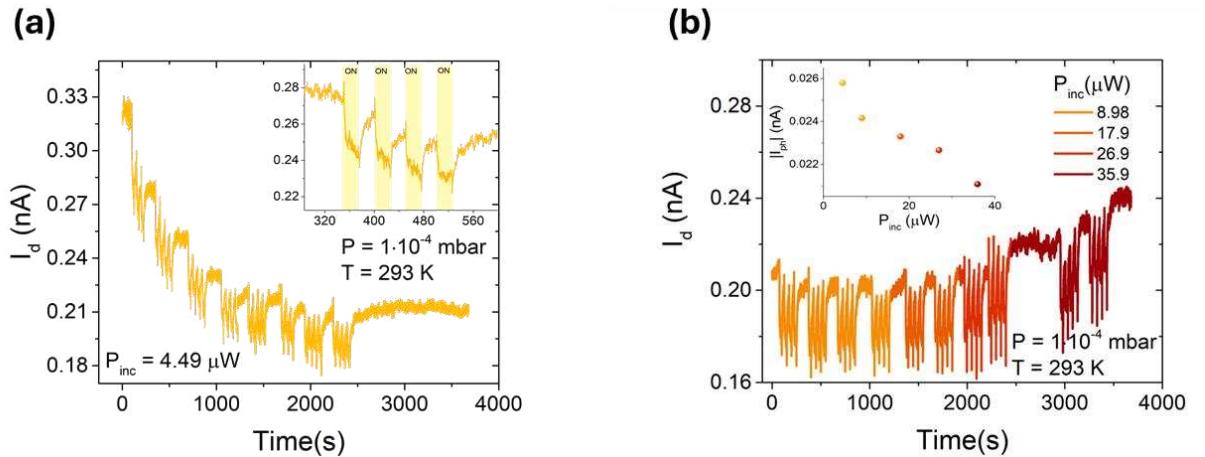 (a)
0.33
0.30
0.27
0.24
0.21
0.18
I_d (nA)
0 1000 2000 3000 4000
Time(s)
0.28
0.26
0.24
0.22
320 400 480 560
ON ON ON ON
P = 1·10⁻⁴ mbar
T = 293 K
P_inc = 4.49 μW
(b)
0.28
0.24
0.20
0.16
I_d (nA)
0 1000 2000 3000 4000
Time(s)
0.026
0.024
0.022
|I_ph| (nA)
0 20 40
P_inc (μW)
P_inc(μW)
8.98
17.9
26.9
35.9
P = 1·10⁻⁴ mbar
T = 293 K